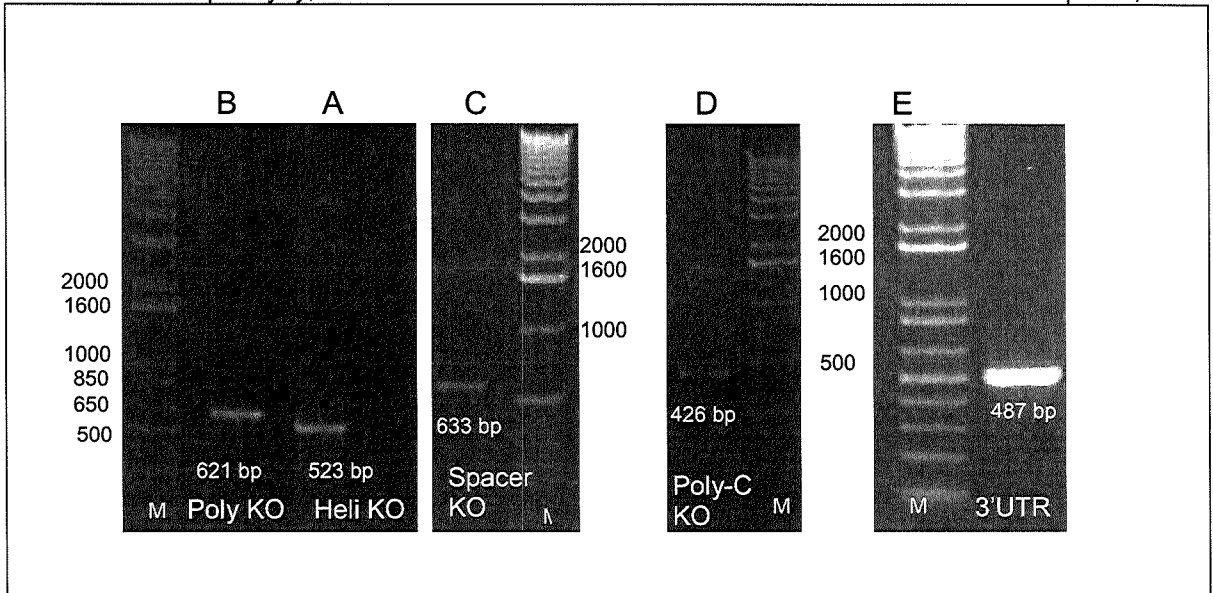 B A C D E
2000
1600
1000
850
650
500
621 bp 523 bp
M Poly KO Heli KO
2000
1600
1000
633 bp
Spacer
KO
426 bp
Poly-C
KO M
2000
1600
1000
500
487 bp
M 3'UTR